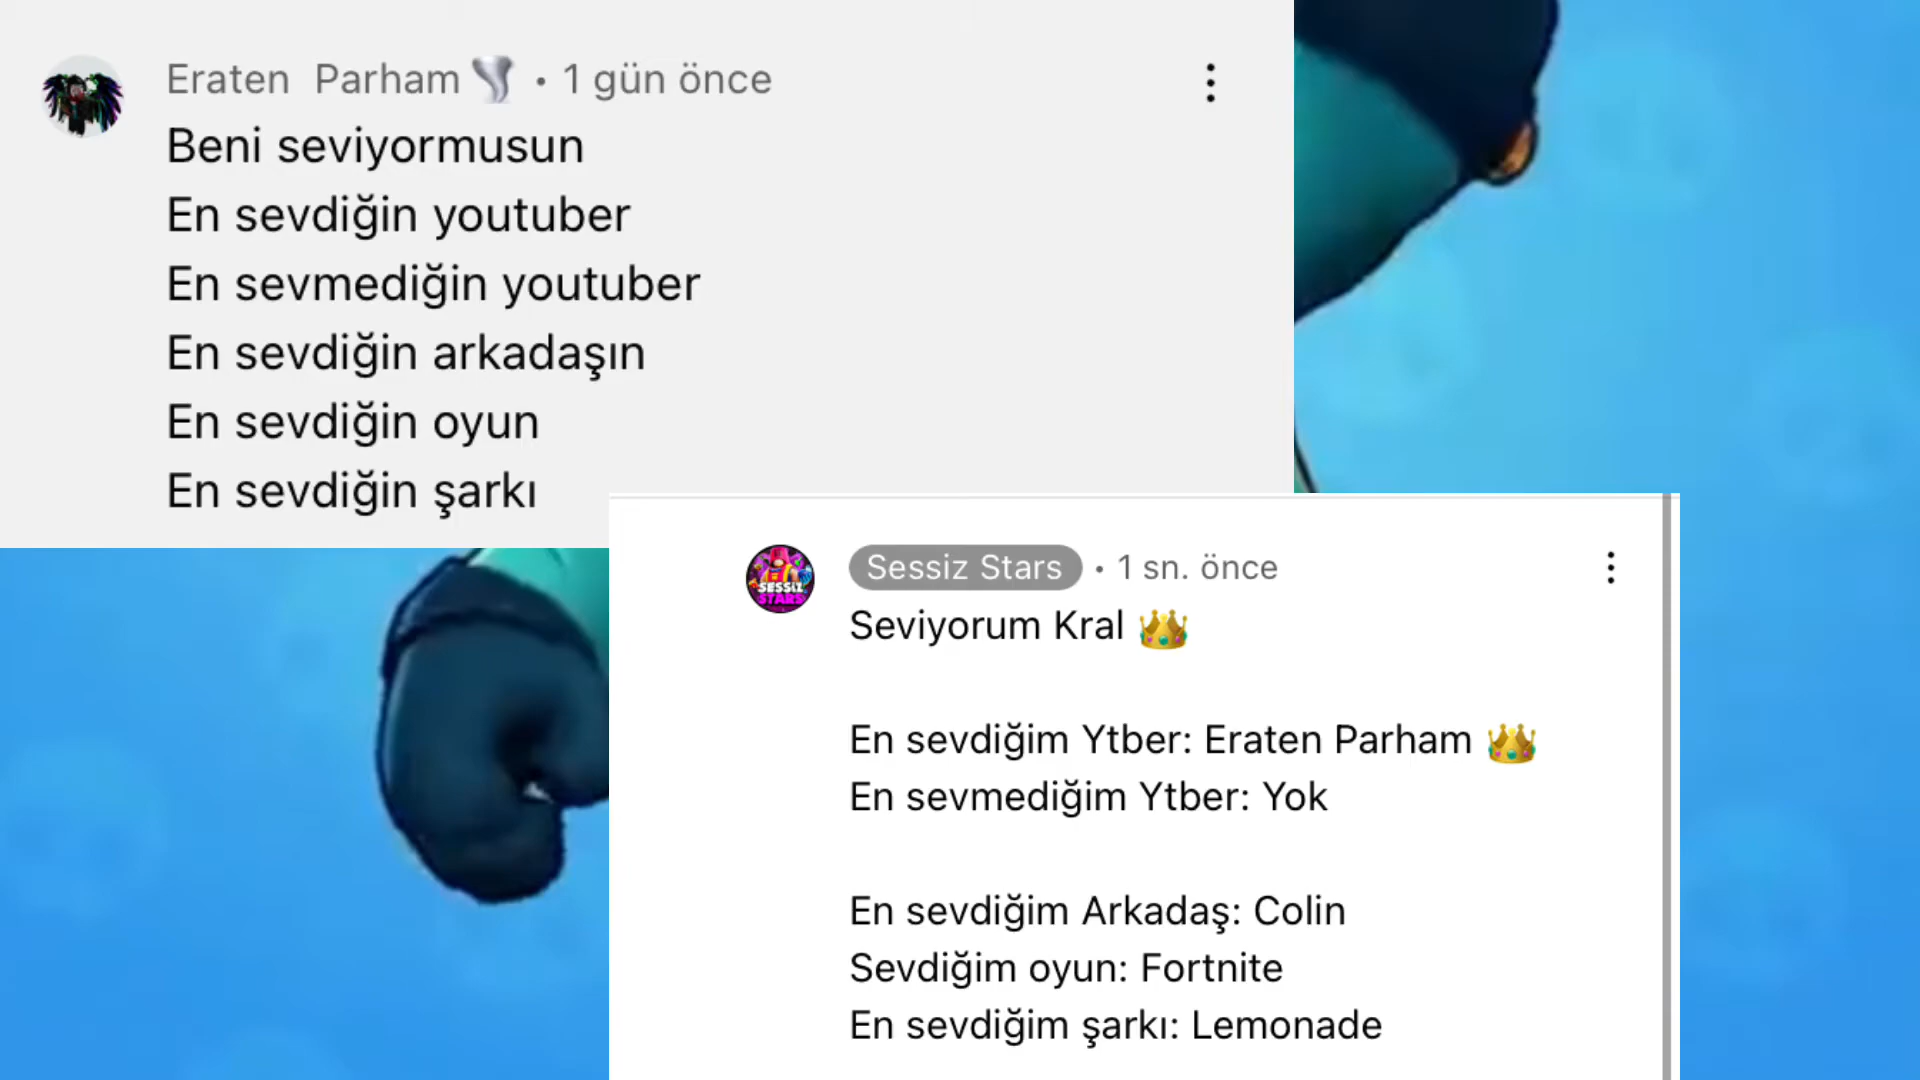 Eraten Parham🌪️ • 1 gün önce
Beni seviyormusun
En sevdiğin youtuber
En sevmediğin youtuber
En sevdiğin arkadaşın
En sevdiğin oyun
En sevdiğin şarkı
SESSİZ
STARS
Sessiz Stars • 1 sn. önce
Seviyorum Kral 👑
En sevdiğim Ytber: Eraten Parham 👑
En sevmediğim Ytber: Yok
En sevdiğim Arkadaş: Colin
Sevdiğim oyun: Fortnite
En sevdiğim şarkı: Lemonade